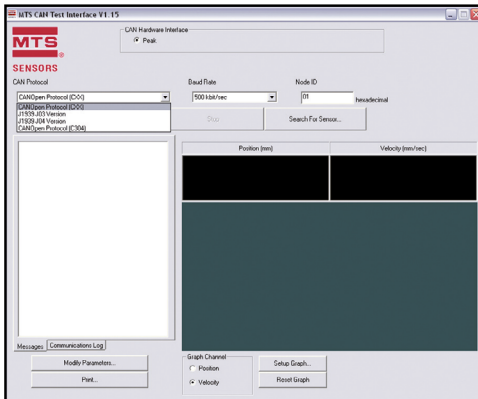 MTS CAN Test Interface V1.15
CAN Hardware Interface
Peak
MTS
®
SENSORS
CAN Protocol
Baud Rate
Node ID
CANOpen Protocol (CXX)
500 kbit/sec
01
hexadecimal
CANOpen Protocol (CXX)
J1939 J03 Version
J1939 J04 Version
CANOpen Protocol (C304)
Stop
Search For Sensor...
Position (mm)
Velocity (mm/sec)
Messages
Communications Log
Modify Parameters...
Print...
Graph Channel
Position
Velocity
Setup Graph...
Reset Graph